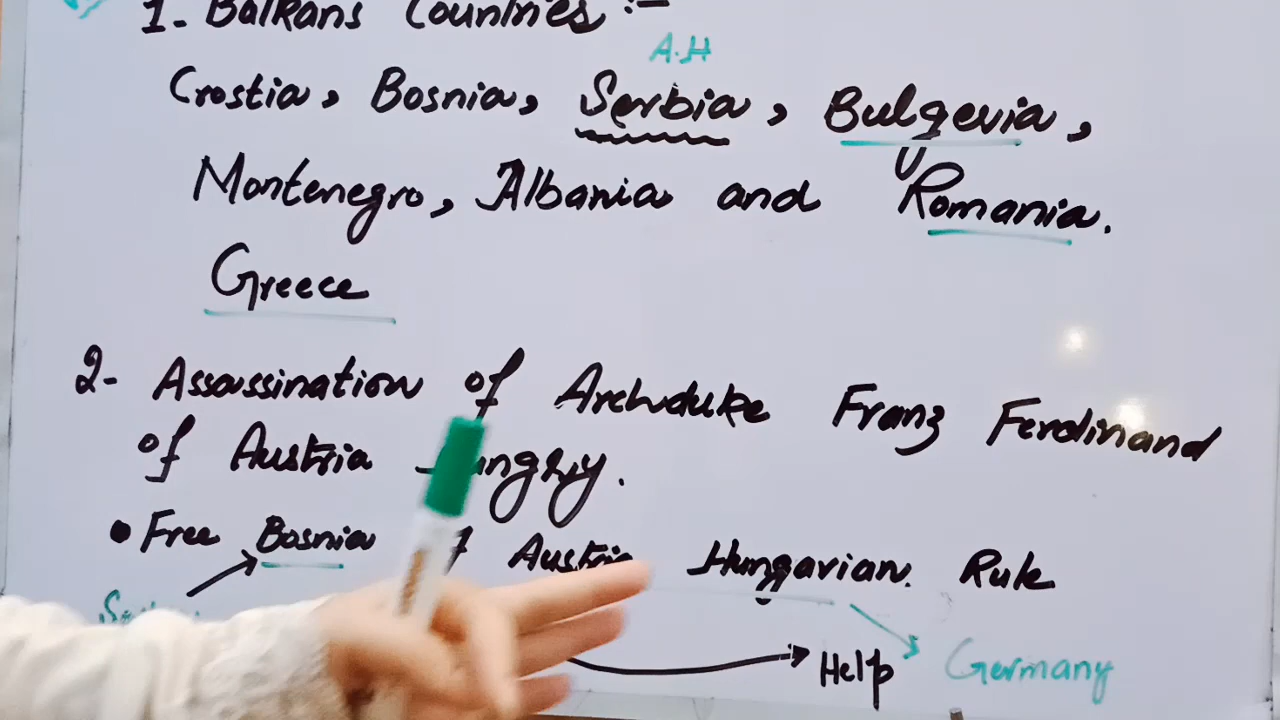 1- Balkans Countries :-
A.H
Crostia, Bosnia, Serbia, Bulgeria,
Montenegro, Albania and Romania.
Greece
2- Assassination of Archduke Franz Ferdinand
of Austria
• Free Bosnia Austria Hungarian Rule
Help Germany